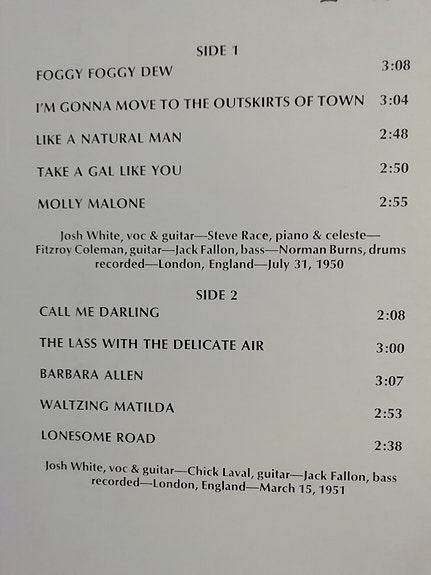 SIDE 1
FOGGY FOGGY DEW 3:08
I'M GONNA MOVE TO THE OUTSKIRTS OF TOWN 3:04
LIKE A NATURAL MAN 2:48
TAKE A GAL LIKE YOU 2:50
MOLLY MALONE 2:55
Josh White, voc & guitar—Steve Race, piano & celeste—
Fitzroy Coleman, guitar—Jack Fallon, bass—Norman Burns, drums
recorded—London, England—July 31, 1950
SIDE 2
CALL ME DARLING 2:08
THE LASS WITH THE DELICATE AIR 3:00
BARBARA ALLEN 3:07
WALTZING MATILDA 2:53
LONESOME ROAD 2:38
Josh White, voc & guitar—Chick Laval, guitar—Jack Fallon, bass
recorded—London, England—March 15, 1951